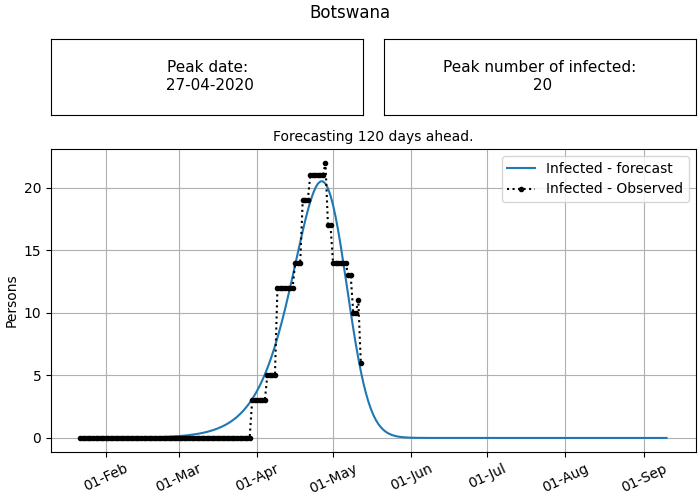 Botswana
Peak date:
27-04-2020
Peak number of infected:
20
Forecasting 120 days ahead.
Infected - forecast
Infected - Observed
Persons
20
15
10
5
0
01-Feb
01-Mar
01-Apr
01-May
01-Jun
01-Jul
01-Aug
01-Sep